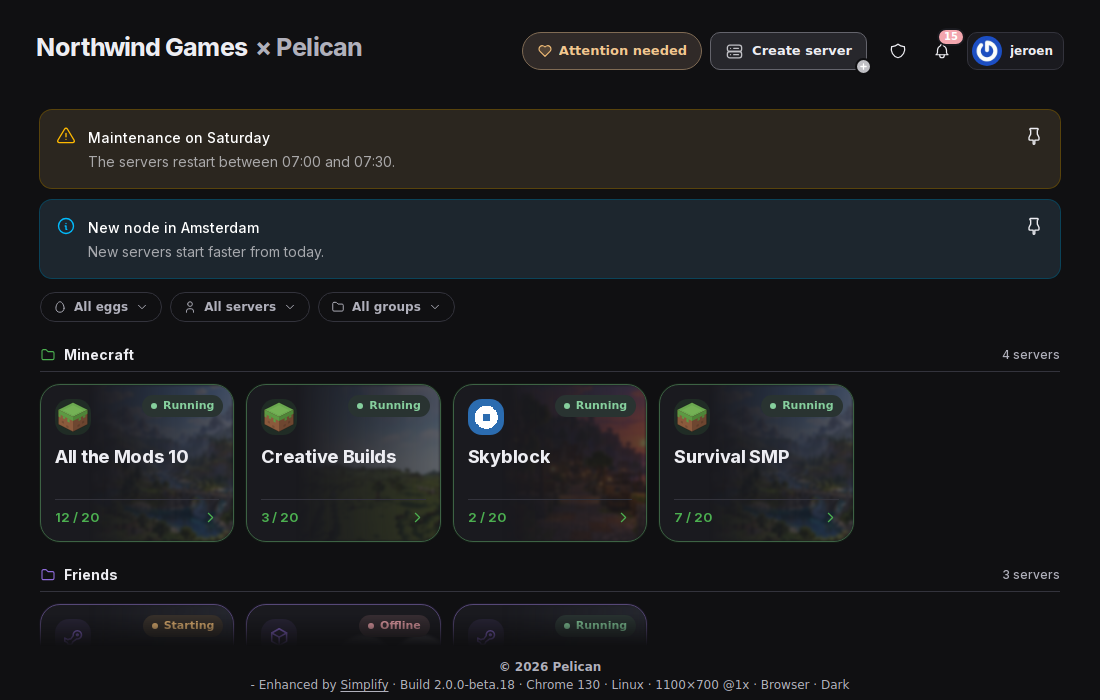 Northwind Games × Pelican
Attention needed
Create server
15
jeroen
Maintenance on Saturday
The servers restart between 07:00 and 07:30.
New node in Amsterdam
New servers start faster from today.
All eggs
All servers
All groups
Minecraft
4 servers
Running
All the Mods 10
12 / 20
Running
Creative Builds
3 / 20
Running
Skyblock
2 / 20
Running
Survival SMP
7 / 20
Friends
3 servers
Starting
Offline
Running
© 2026 Pelican
- Enhanced by Simplify · Build 2.0.0-beta.18 · Chrome 130 · Linux · 1100×700 @1x · Browser · Dark